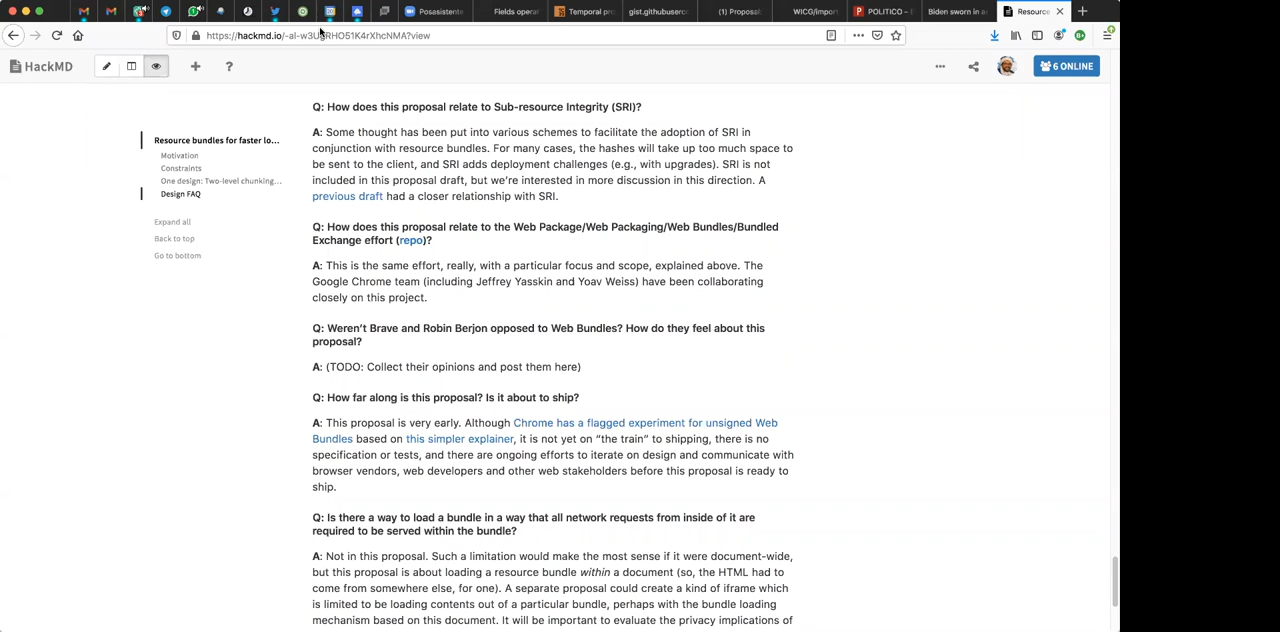 Posasistente
Fields opera
Temporal pro
gist.githubuserco
(1) Proposa
WICG/import
POLITICO –
Biden sworn in as
Resource
https://hackmd.io/-al-w3U RHO51K4rXhcNMA?view
HackMD
6 ONLINE
Resource bundles for faster lo...
Motivation
Constraints
One design: Two-level chunking...
Design FAQ
Expand all
Back to top
Go to bottom
Q: How does this proposal relate to Sub-resource Integrity (SRI)?
A: Some thought has been put into various schemes to facilitate the adoption of SRI in
conjunction with resource bundles. For many cases, the hashes will take up too much space to
be sent to the client, and SRI adds deployment challenges (e.g., with upgrades). SRI is not
included in this proposal draft, but we're interested in more discussion in this direction. A
previous draft had a closer relationship with SRI.
Q: How does this proposal relate to the Web Package/Web Packaging/Web Bundles/Bundled
Exchange effort (repo)?
A: This is the same effort, really, with a particular focus and scope, explained above. The
Google Chrome team (including Jeffrey Yasskin and Yoav Weiss) have been collaborating
closely on this project.
Q: Weren't Brave and Robin Berjon opposed to Web Bundles? How do they feel about this
proposal?
A: (TODO: Collect their opinions and post them here)
Q: How far along is this proposal? Is it about to ship?
A: This proposal is very early. Although Chrome has a flagged experiment for unsigned Web
Bundles based on this simpler explainer, it is not yet on “the train” to shipping, there is no
specification or tests, and there are ongoing efforts to iterate on design and communicate with
browser vendors, web developers and other web stakeholders before this proposal is ready to
ship.
Q: Is there a way to load a bundle in a way that all network requests from inside of it are
required to be served within the bundle?
A: Not in this proposal. Such a limitation would make the most sense if it were document-wide,
but this proposal is about loading a resource bundle within a document (so, the HTML had to
come from somewhere else, for one). A separate proposal could create a kind of iframe which
is limited to be loading contents out of a particular bundle, perhaps with the bundle loading
mechanism based on this document. It will be important to evaluate the privacy implications of